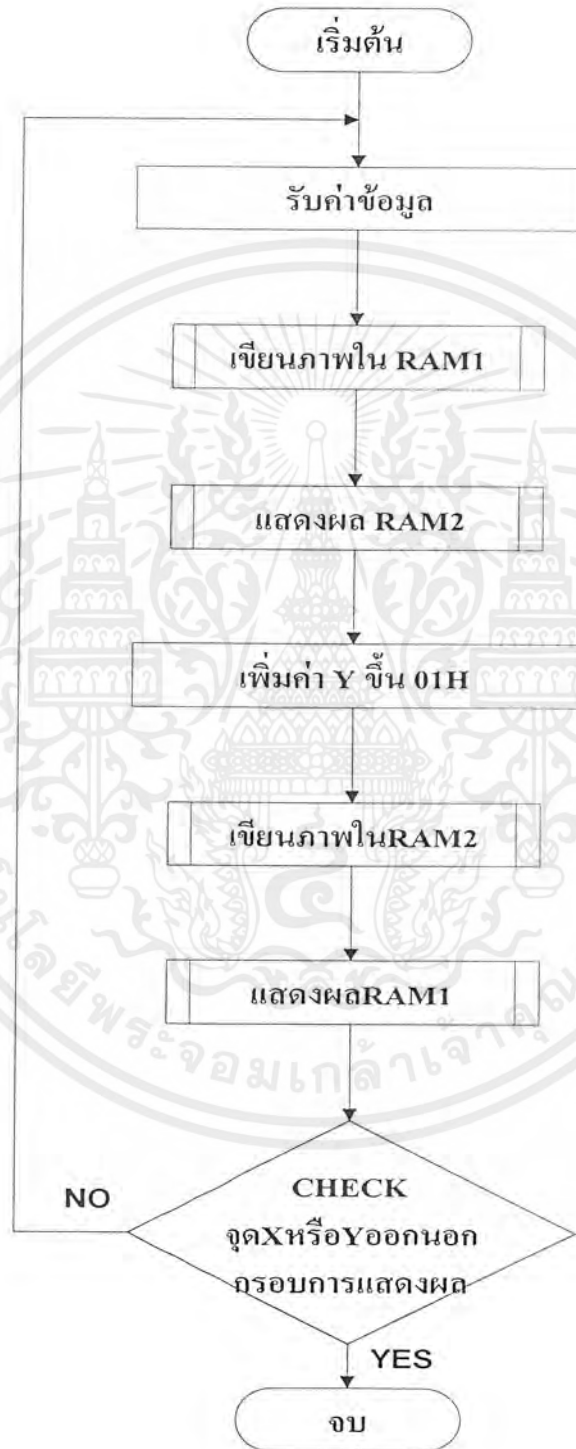 เริ่มต้น
รับค่าข้อมูล
เขียนภาพใน RAM1
แสดงผล RAM2
เพิ่มค่า Y ขึ้น 01H
เขียนภาพในRAM2
แสดงผลRAM1
CHECK
จุดXหรือYออกนอก
กรอบการแสดงผล
NO
YES
จบ